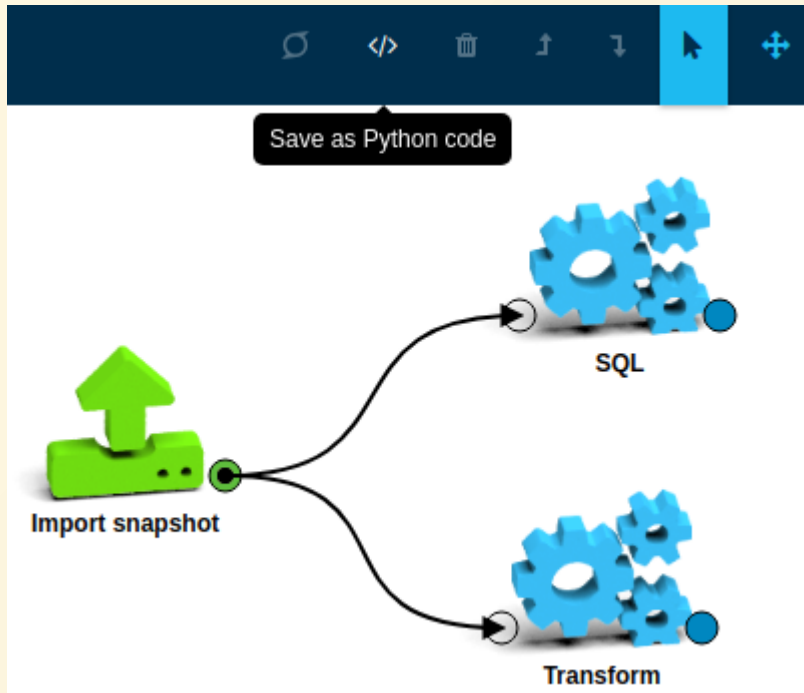 </>
Save as Python code
SQL
Import snapshot
Transform